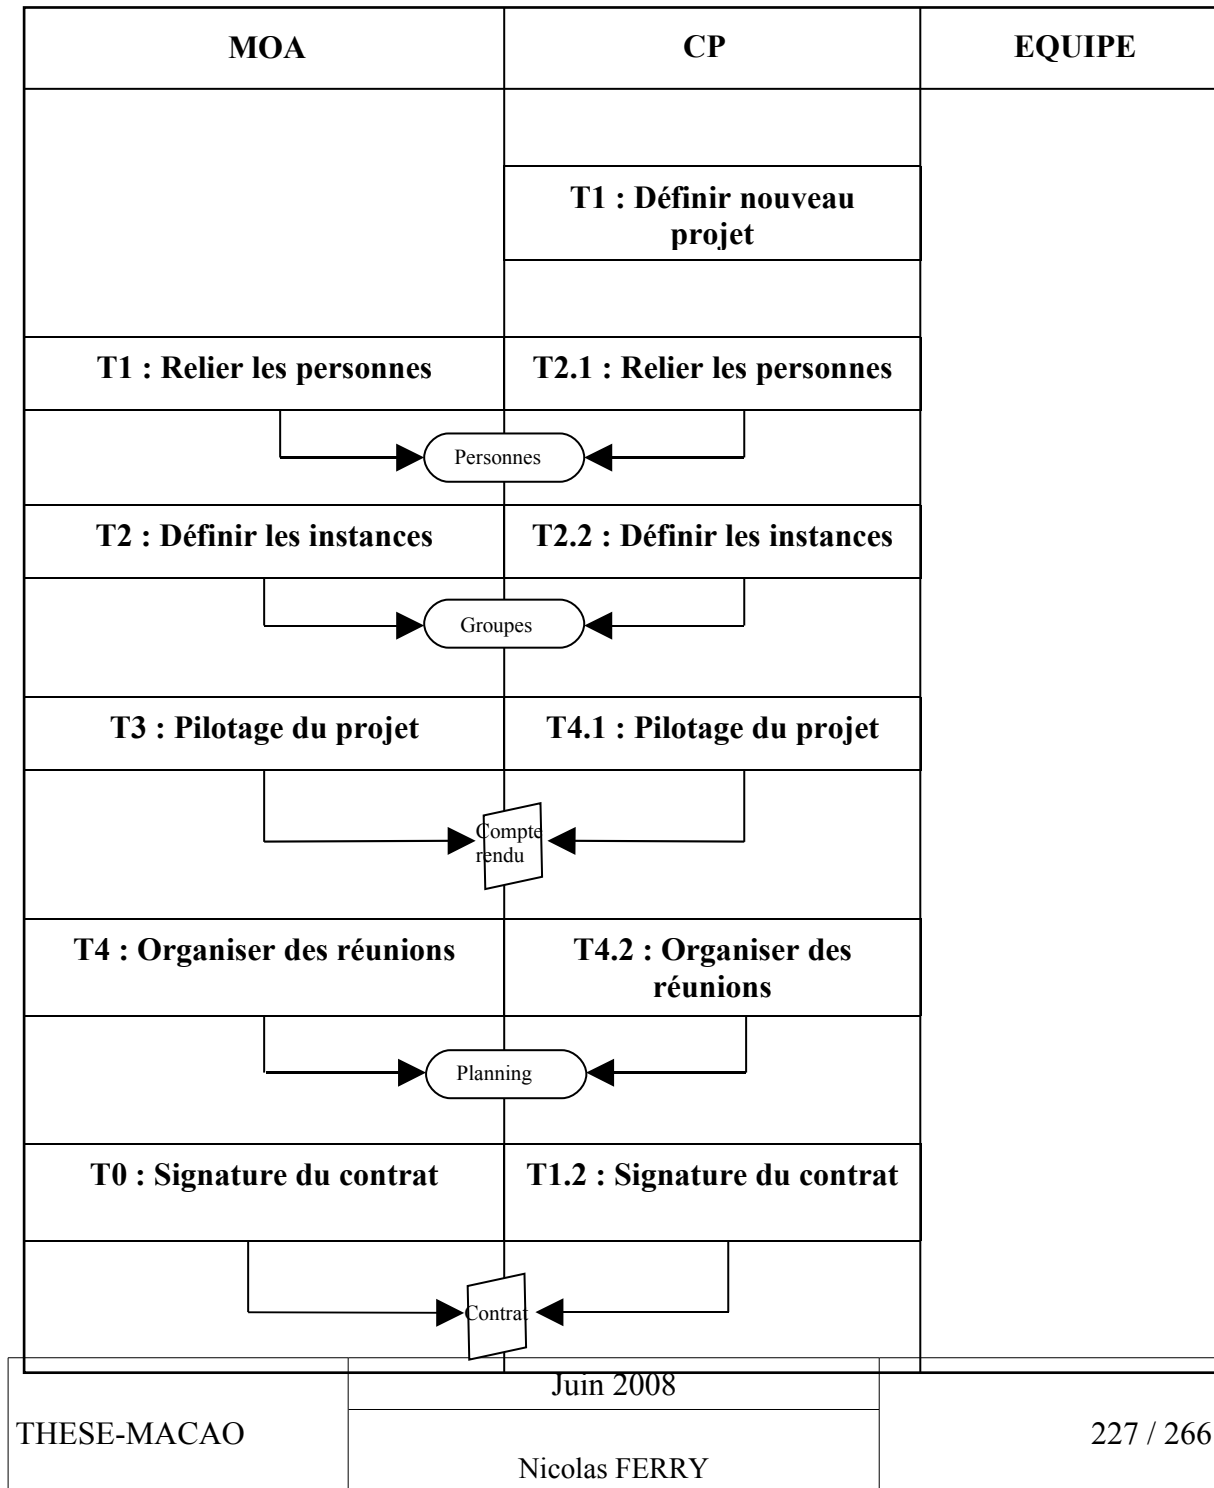 MOA CP EQUIPE
T1 : Définir nouveau
projet
T1 : Relier les personnes T2.1 : Relier les personnes
Personnes
T2 : Définir les instances T2.2 : Définir les instances
Groupes
T3 : Pilotage du projet T4.1 : Pilotage du projet
Compte
rendu
T4 : Organiser des réunions T4.2 : Organiser des
réunions
Planning
T0 : Signature du contrat T1.2 : Signature du contrat
Contrat
Juin 2008
THESE-MACAO 227 / 266
Nicolas FERRY